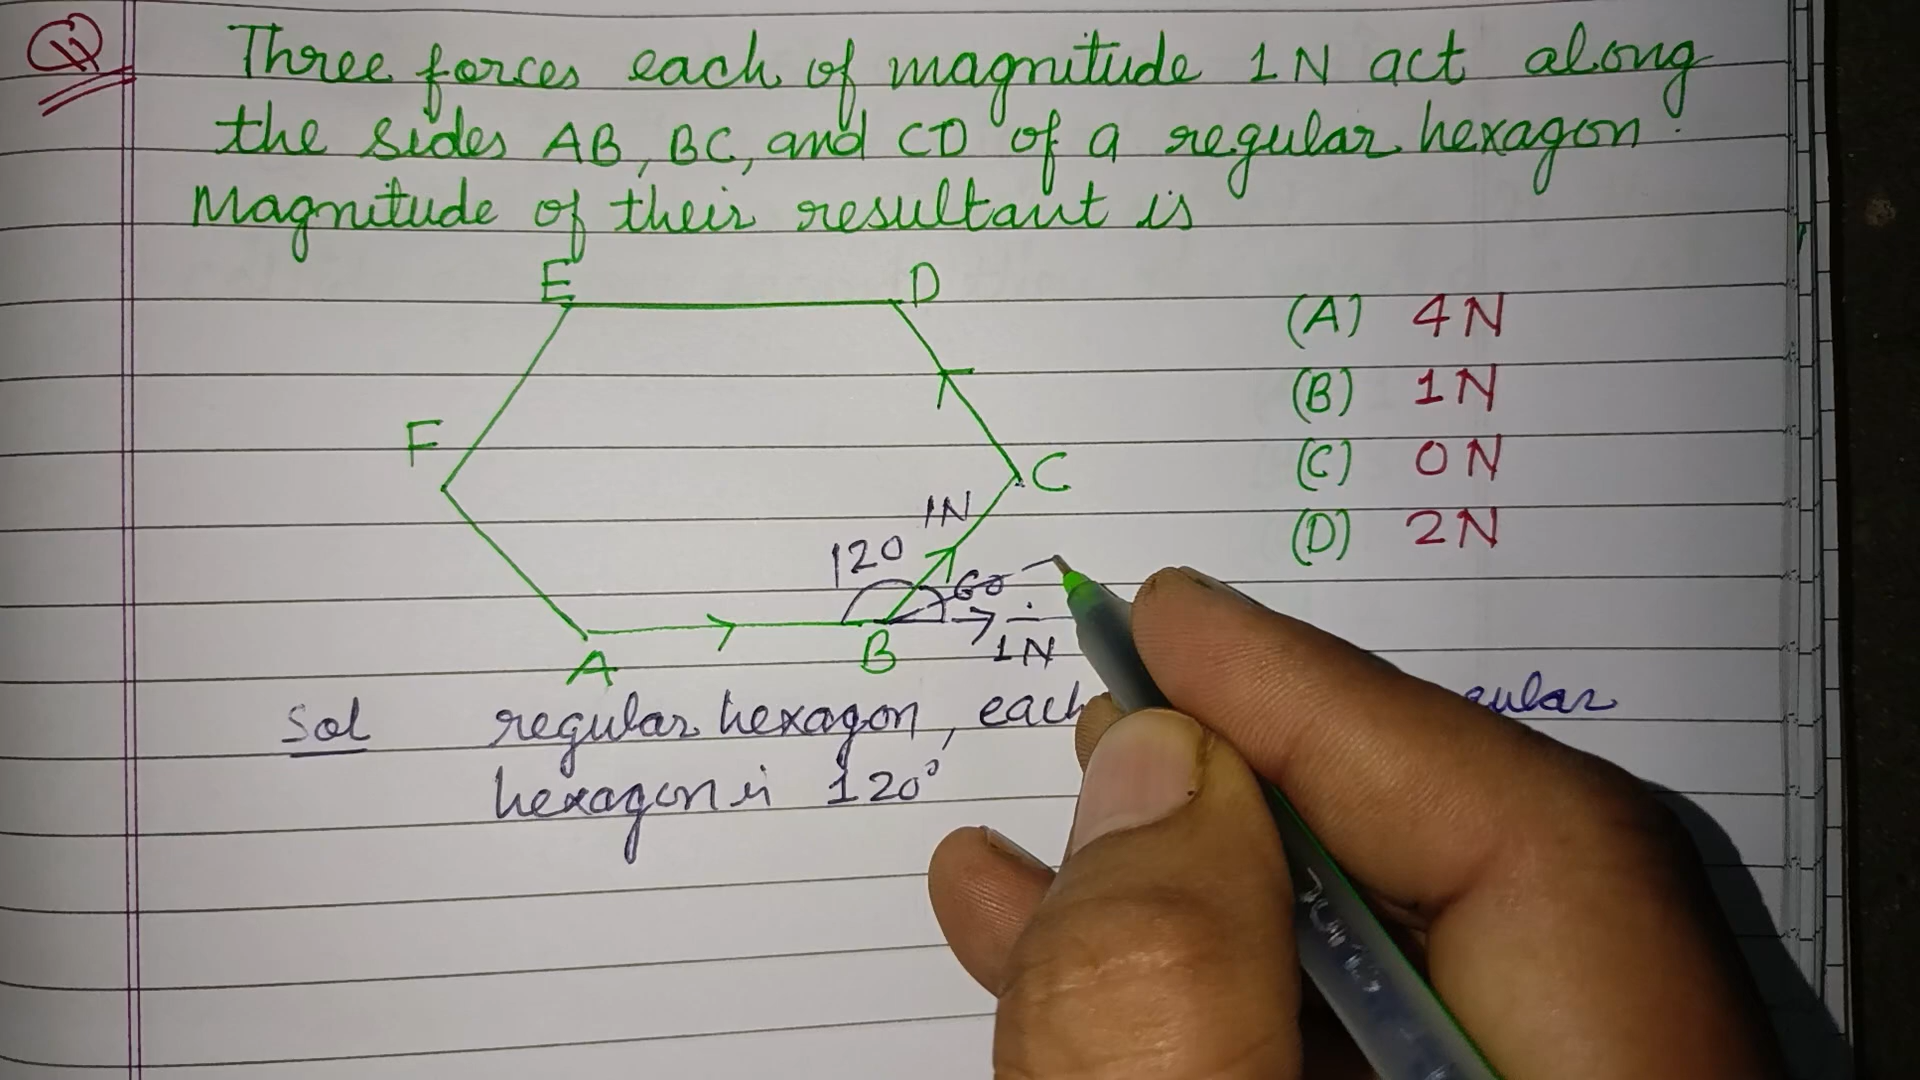 Q
Three forces each of magnitude 1N act along
the sides AB, BC, and CD of a regular hexagon.
Magnitude of their resultant is
E D
(A) 4N
(B) 1N
F
C
(C) 0N
1N
(D) 2N
120
60
1N
A B
Sol regular hexagon, each
hexagon is 120°